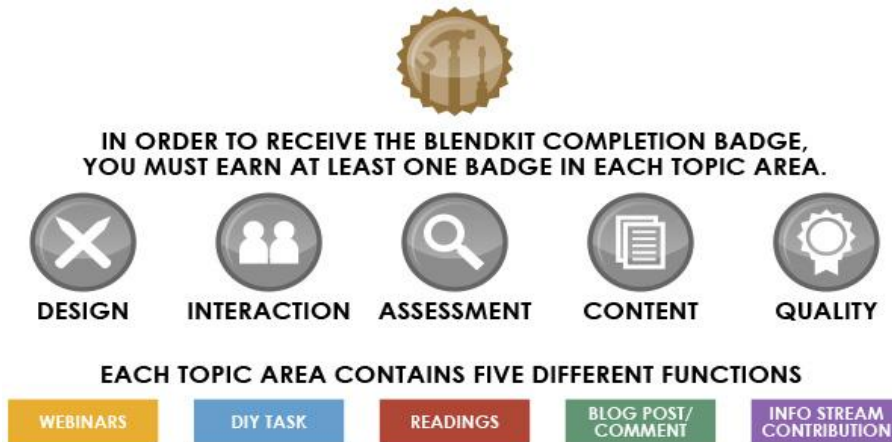 IN ORDER TO RECEIVE THE BLENDKIT COMPLETION BADGE,
YOU MUST EARN AT LEAST ONE BADGE IN EACH TOPIC AREA.
DESIGN
INTERACTION
ASSESSMENT
CONTENT
QUALITY
EACH TOPIC AREA CONTAINS FIVE DIFFERENT FUNCTIONS
WEBINARS
DIY TASK
READINGS
BLOG POST/
COMMENT
INFO STREAM
CONTRIBUTION